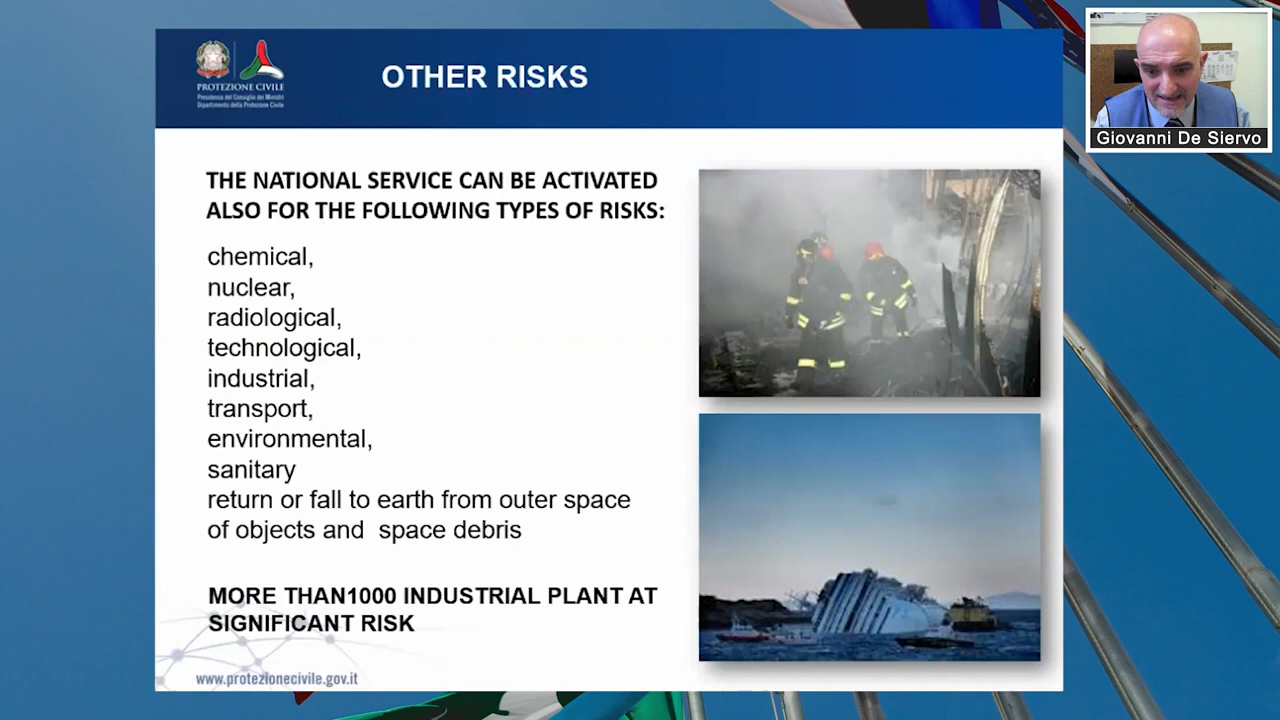 PROTEZIONE CIVILE
Presidenza del Consiglio dei Ministri
Dipartimento della Protezione Civile
OTHER RISKS
Giovanni De Siervo
THE NATIONAL SERVICE CAN BE ACTIVATED
ALSO FOR THE FOLLOWING TYPES OF RISKS:
chemical,
nuclear,
radiological,
technological,
industrial,
transport,
environmental,
sanitary
return or fall to earth from outer space
of objects and space debris
MORE THAN1000 INDUSTRIAL PLANT AT
SIGNIFICANT RISK
www.protezionecivile.gov.it